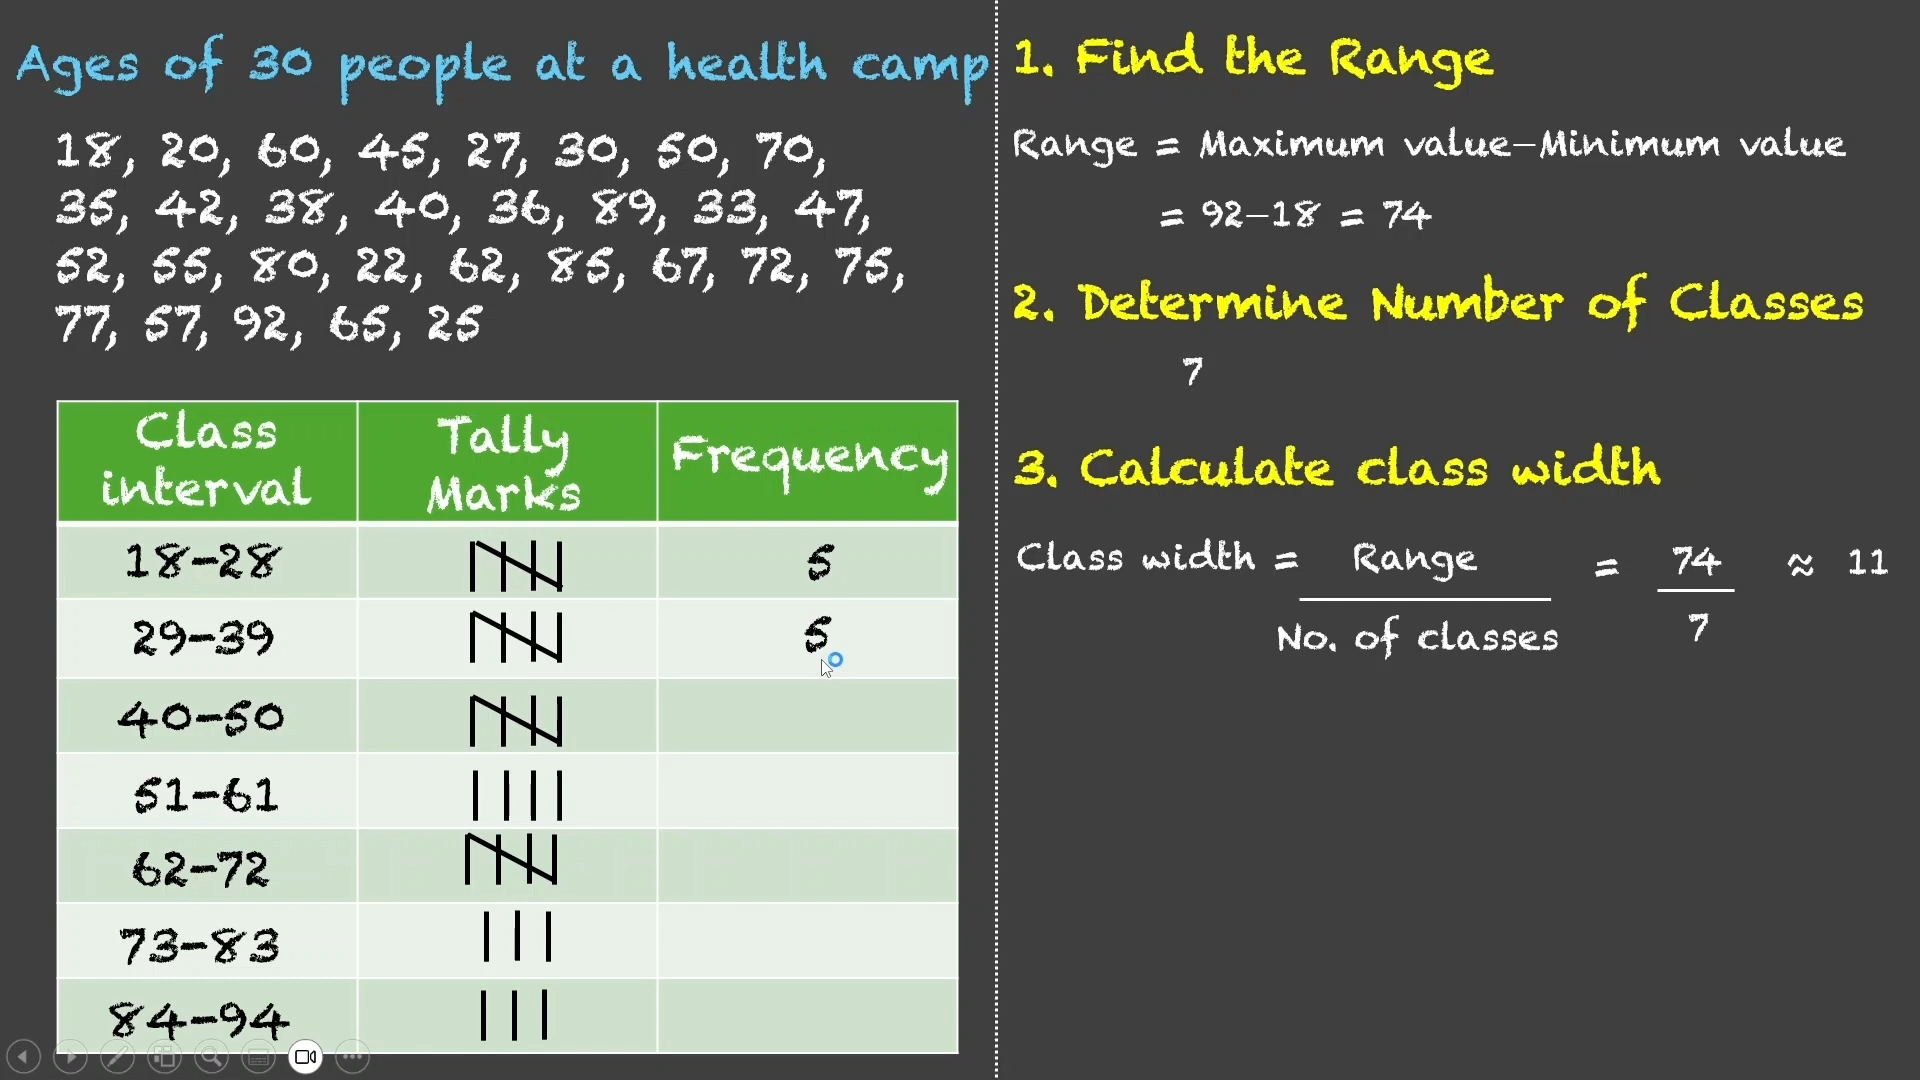 Ages of 30 people at a health camp
18, 20, 60, 45, 27, 30, 50, 70,
35, 42, 38, 40, 36, 89, 33, 47,
52, 55, 80, 22, 62, 85, 67, 72, 75,
77, 57, 92, 65, 25
Class interval
Tally Marks
Frequency
18-28 5
29-39 5
40-50
51-61
62-72
73-83
84-94
1. Find the Range
Range = Maximum value-Minimum value
= 92-18 = 74
2. Determine Number of Classes
7
3. Calculate class width
Class width = Range = 74 ≈ 11
No. of classes 7